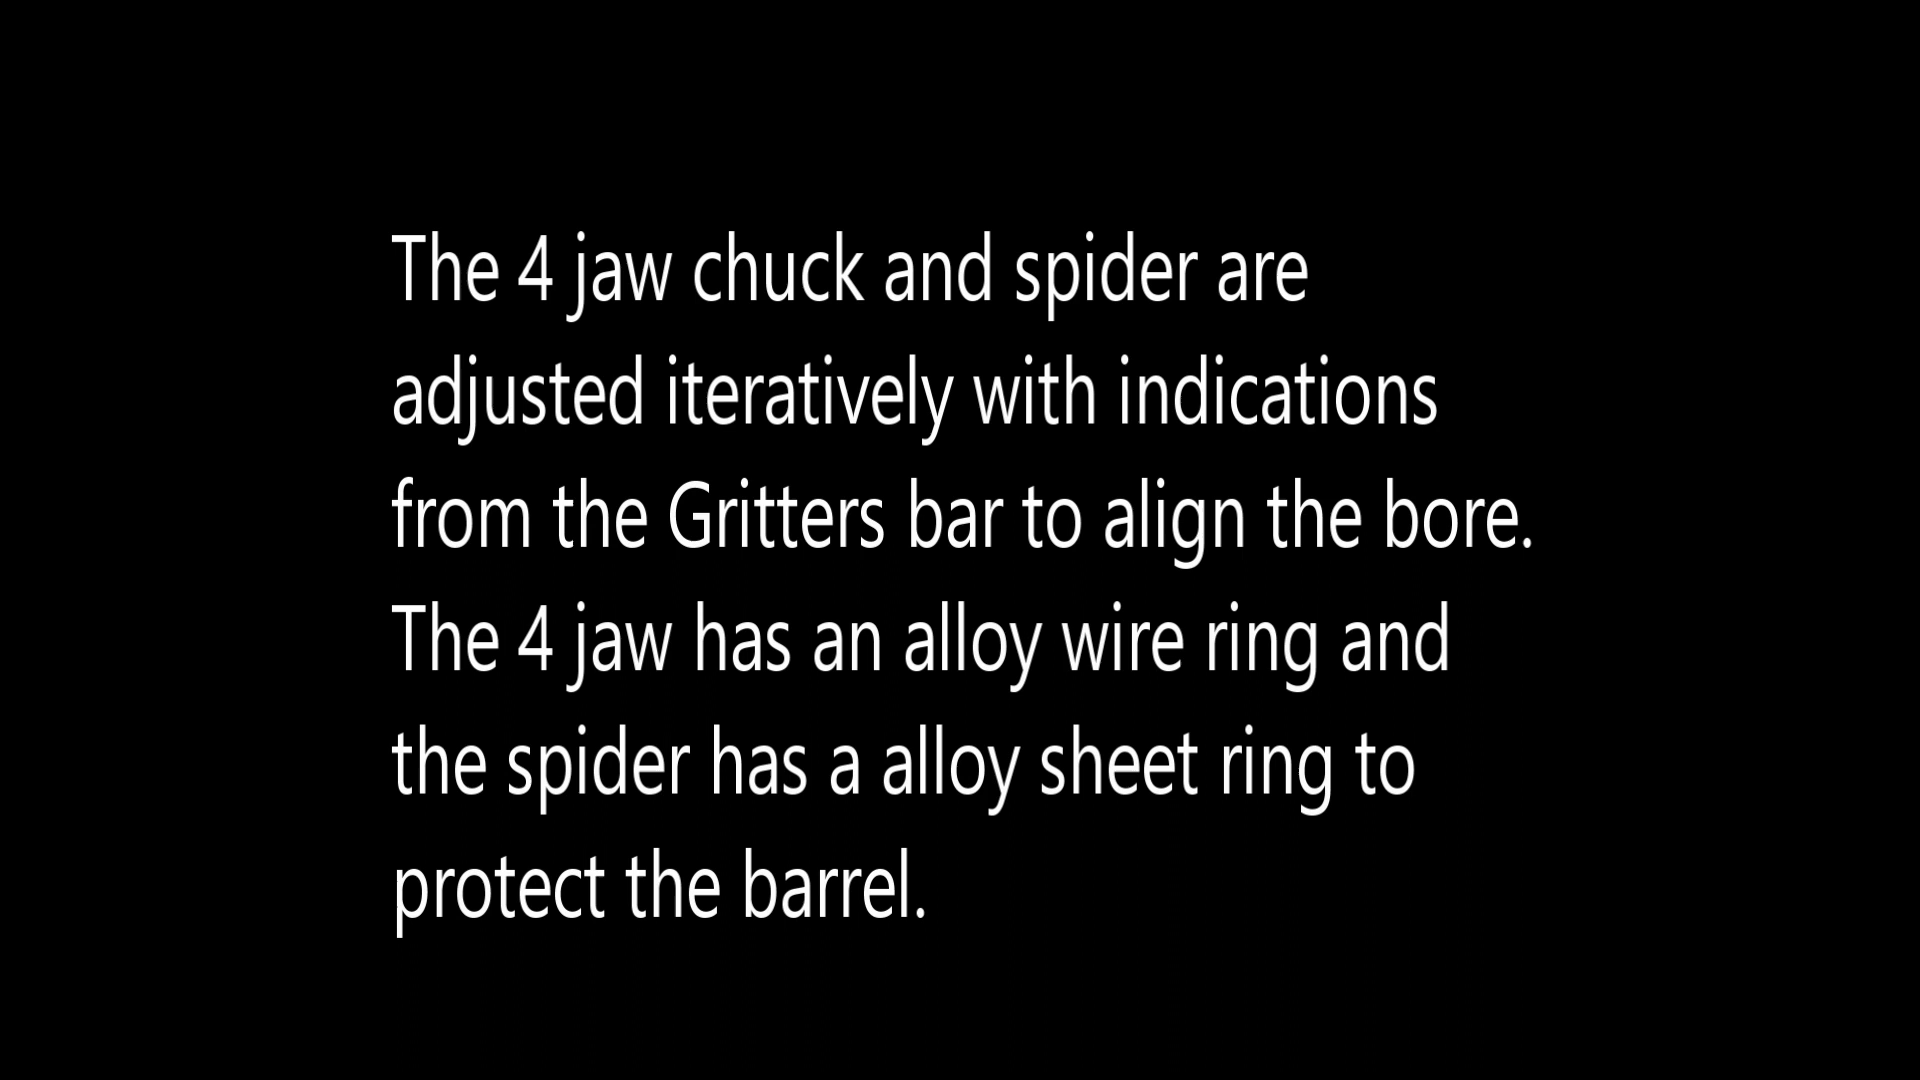 The 4 jaw chuck and spider are
adjusted iteratively with indications
from the Gritters bar to align the bore.
The 4 jaw has an alloy wire ring and
the spider has a alloy sheet ring to
protect the barrel.